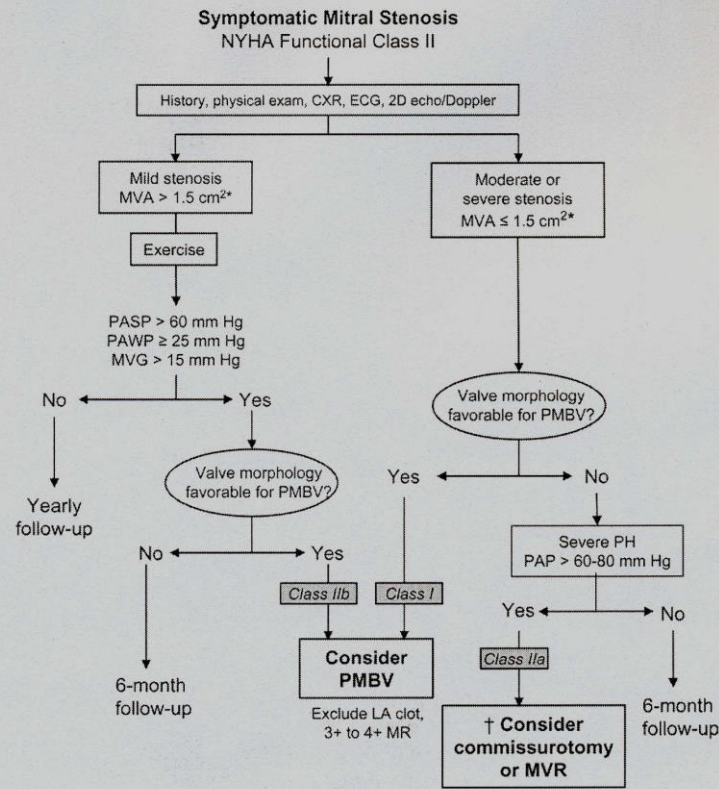 Symptomatic Mitral Stenosis
NYHA Functional Class II
History, physical exam, CXR, ECG, 2D echo/Doppler
Mild stenosis
MVA > 1.5 cm²*
Moderate or
severe stenosis
MVA ≤ 1.5 cm²*
Exercise
PASP > 60 mm Hg
PAWP ≥ 25 mm Hg
MVG > 15 mm Hg
No
Yes
Yearly
follow-up
Valve morphology
favorable for PMBV?
No
Yes
6-month
follow-up
Class IIb
Valve morphology
favorable for PMBV?
Yes
No
Class I
Consider
PMBV
Exclude LA clot,
3+ to 4+ MR
Severe PH
PAP > 60-80 mm Hg
Yes
No
Class IIa
† Consider
commissurotomy
or MVR
6-month
follow-up